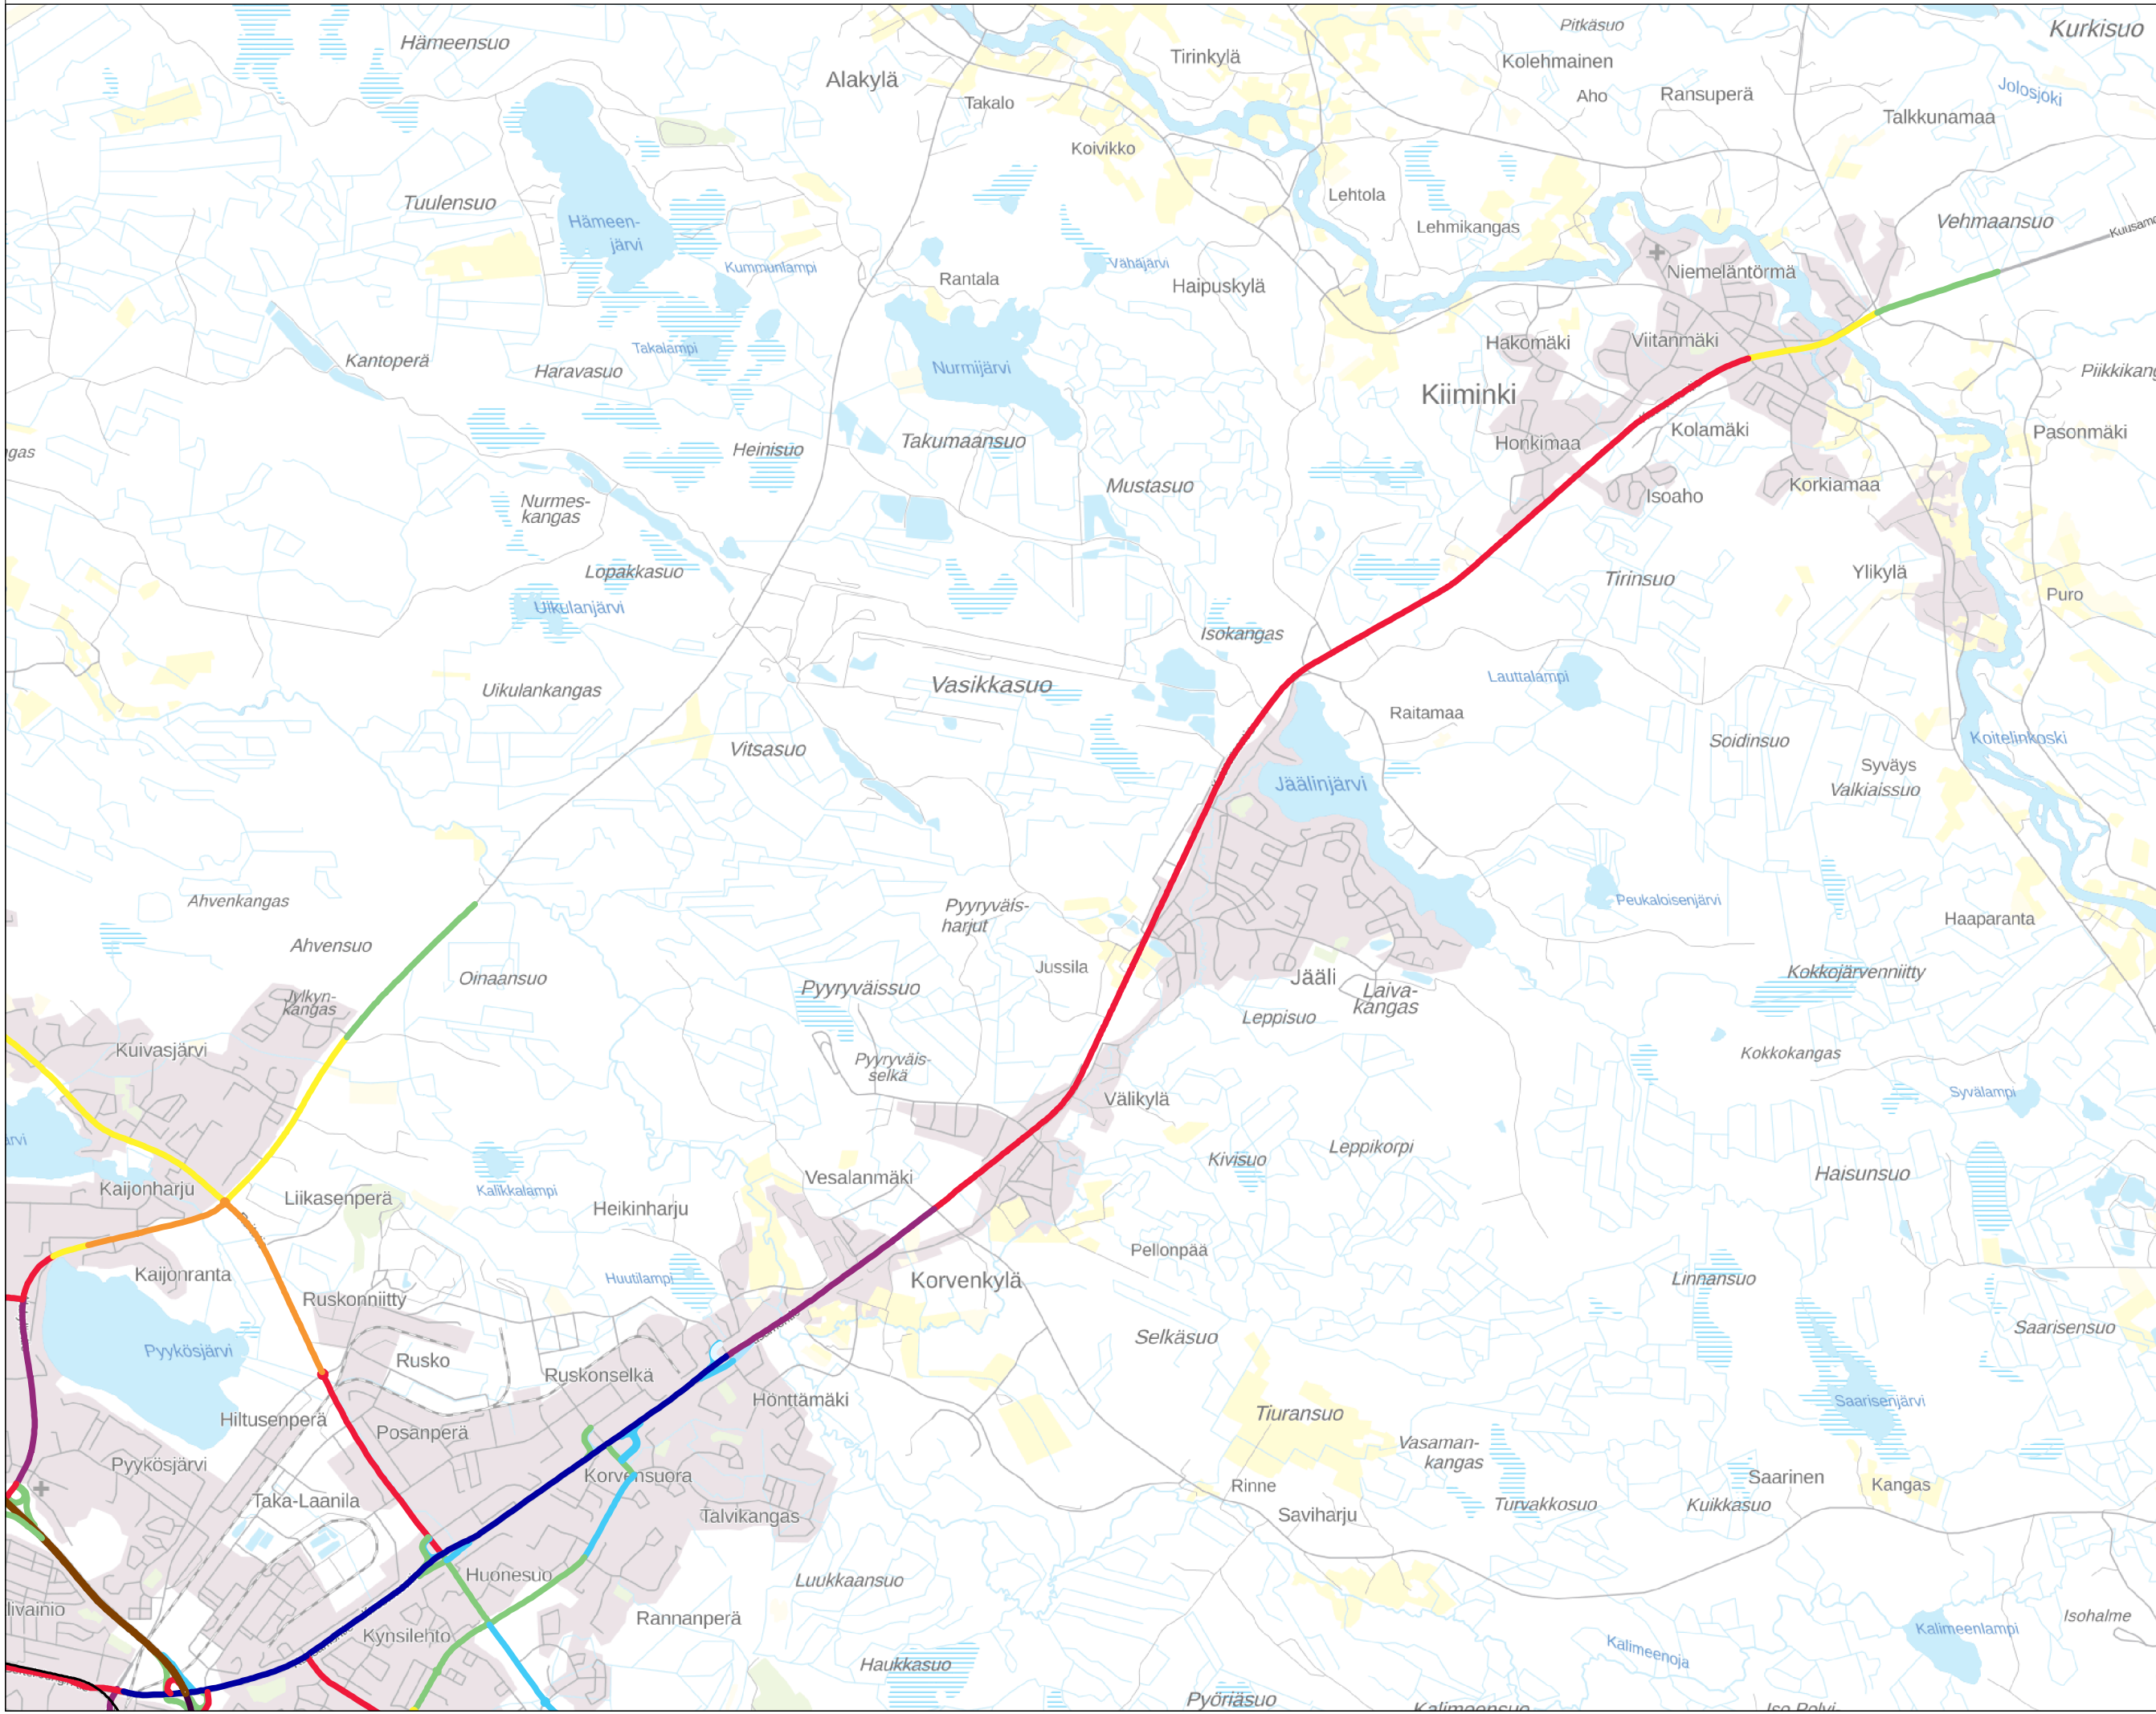 Pitkäsuo
Kurkisuo
Hämeensuo
Tirinkylä
Kolehmainen
Alakylä
Jolosjoki
Takalo
Aho
Ransuperä
Talkkunamaa
Koivikko
Tuulensuo
Lehtola
Hämeen-
järvi
Lehmikangas
Vehmaansuo
Kummunlampi
Vähäjärvi
Rantala
Haipuskylä
Niemeläntörmä
Takalampi
Hakomäki
Viitanmäki
Kantoperä
Haravasuo
Nurmijärvi
Kiiminki
Kolamäki
Pasonmäki
Heinisuo
Takumaansuo
Honkimaa
gas
Mustasuo
Isoaho
Korkiamaa
Nurmes-
kangas
Lopakkasuo
Tirinsuo
Ylikylä
Uikulanjärvi
Puro
Isokangas
Uikulankangas
Vasikkasuo
Lauttalampi
Raitamaa
Vitsasuo
Soidinsuo
Koitelinkoski
Jäälinjärvi
Syväys
Valkiaissuo
Ahvenkangas
Pyyryväis-
harjut
Peukaloisenjärvi
Haaparanta
Ahvensuo
Oinaansuo
Jussila
Jääli
Kokkojärvenniitty
Jylkyn-
kangas
Pyyryväissuo
Laiva-
kangas
Leppisuo
Kuivasjärvi
Pyyryväis-
selkä
Kokkokangas
Välikylä
Syvälampi
ärvi
Kivisuo
Leppikorpi
Vesalanmäki
Haisunsuo
Kaijonharju
Liikasenperä
Kalikkalampi
Heikinharju
Pellonpää
Kaijonranta
Huutilampi
Korvenkylä
Linnansuo
Ruskonniitty
Selkäsuo
Saarisensuo
Pyykösjärvi
Rusko
Ruskonselkä
Hönttämäki
Saarisenjärvi
Hiltusenperä
Posanperä
Tiuransuo
Vasaman-
kangas
Pyykösjärvi
Korvensuora
Rinne
Saarinen
Kangas
Taka-Laanila
Talvikangas
Saviharju
Turvakkosuo
Kuikkasuo
Huonesuo
Luukkaansuo
livainio
Rannanperä
Isohalme
Kynsilehto
Kalimeenlampi
Kalimeenoja
Haukkasuo
Pyöriäsuo
Kalimeensuo